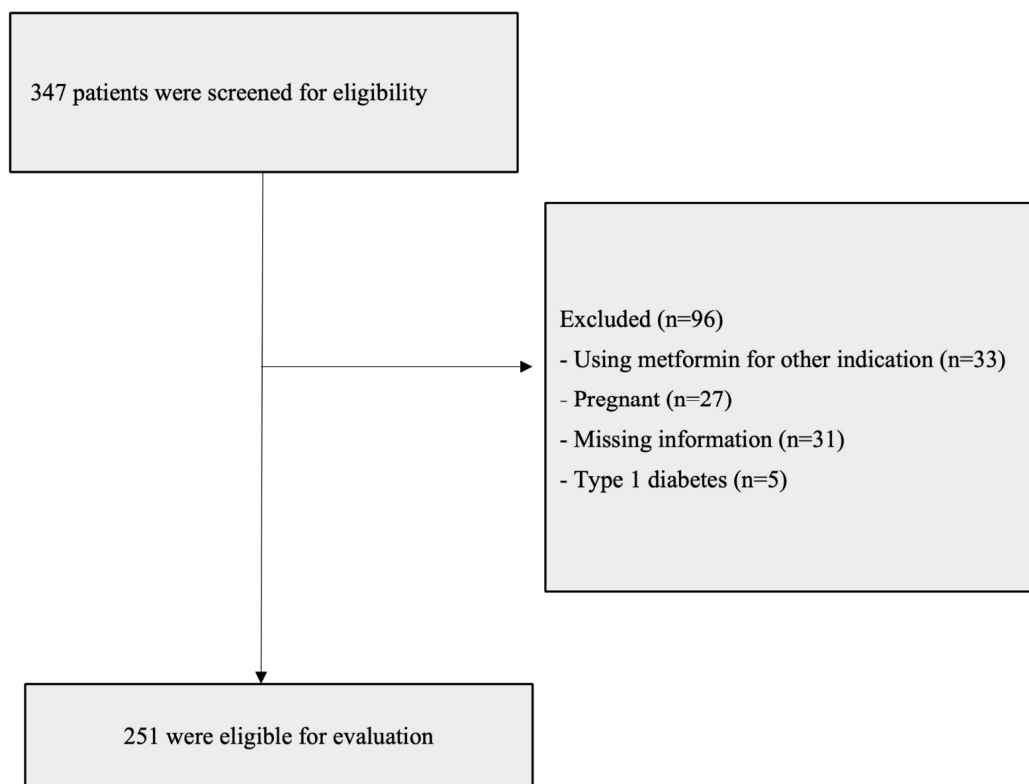 347 patients were screened for eligibility
Excluded (n=96)
- Using metformin for other indication (n=33)
- Pregnant (n=27)
- Missing information (n=31)
- Type 1 diabetes (n=5)
251 were eligible for evaluation